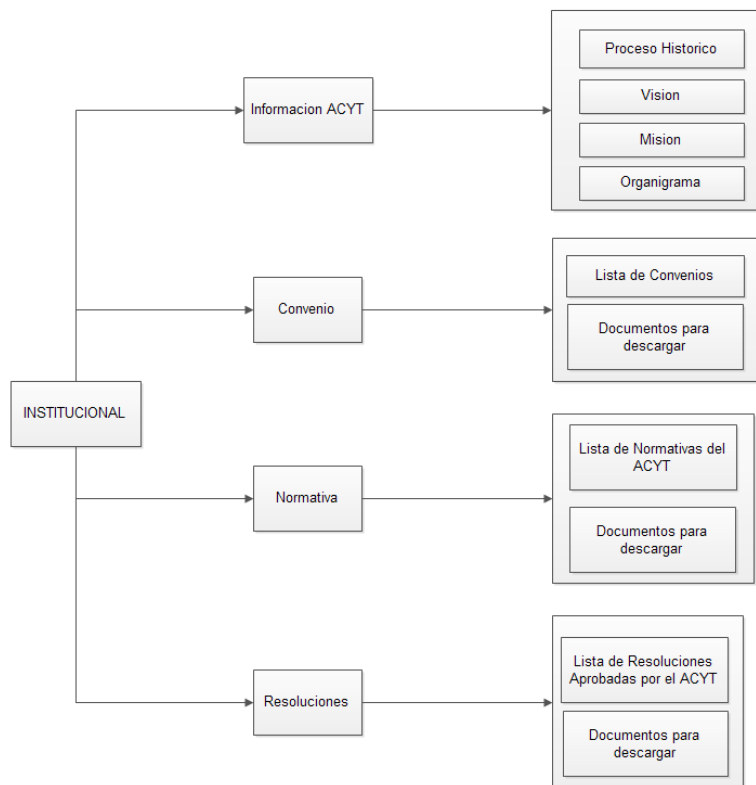 Proceso Historico
Informacion ACYT
Vision
Mision
Organigrama
Lista de Convenios
Convenio
Documentos para
descargar
INSTITUCIONAL
Lista de Normativas del
ACYT
Normativa
Documentos para
descargar
Lista de Resoluciones
Aprobadas por el ACYT
Resoluciones
Documentos para
descargar